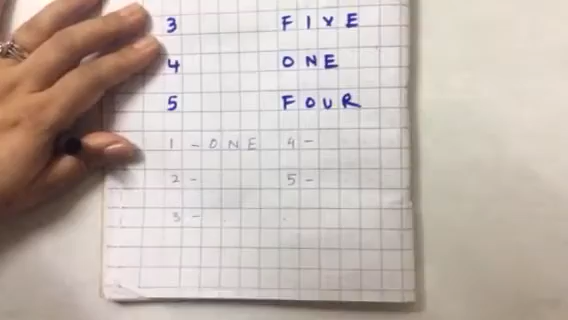 3 FIVE
4 ONE
5 FOUR
1 - ONE 4 -
2 - 5 -
3 -